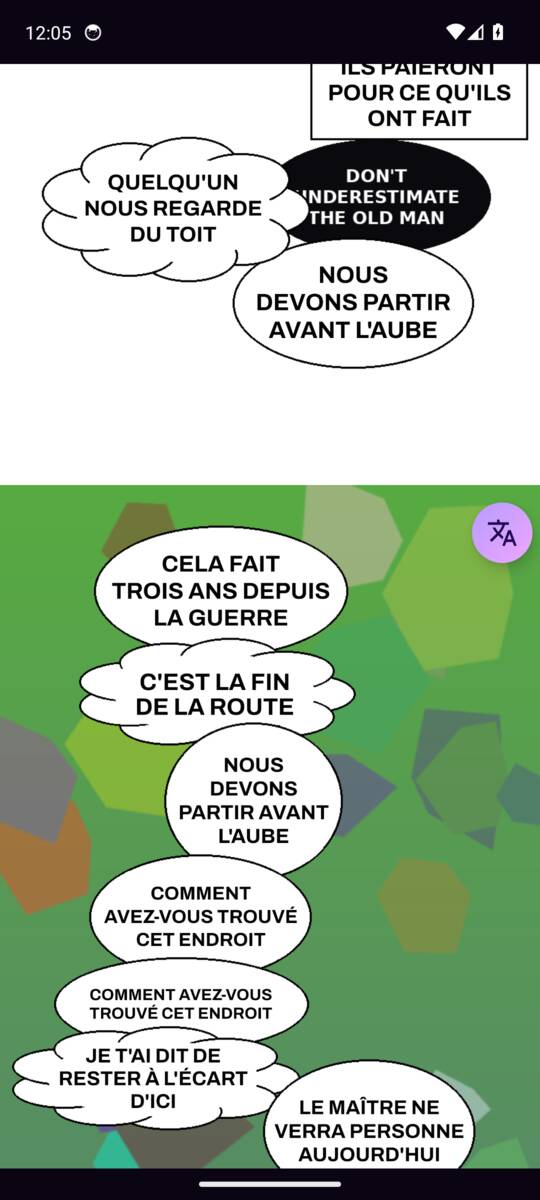 12:05
ILS PAIERONT
POUR CE QU'ILS
ONT FAIT
QUELQU'UN
NOUS REGARDE
DU TOIT
DON'T
UNDERESTIMATE
THE OLD MAN
NOUS
DEVONS PARTIR
AVANT L'AUBE
CELA FAIT
TROIS ANS DEPUIS
LA GUERRE
C'EST LA FIN
DE LA ROUTE
NOUS
DEVONS
PARTIR AVANT
L'AUBE
COMMENT
AVEZ-VOUS TROUVÉ
CET ENDROIT
COMMENT AVEZ-VOUS
TROUVÉ CET ENDROIT
JE T'AI DIT DE
RESTER À L'ÉCART
D'ICI
LE MAÎTRE NE
VERRA PERSONNE
AUJOURD'HUI